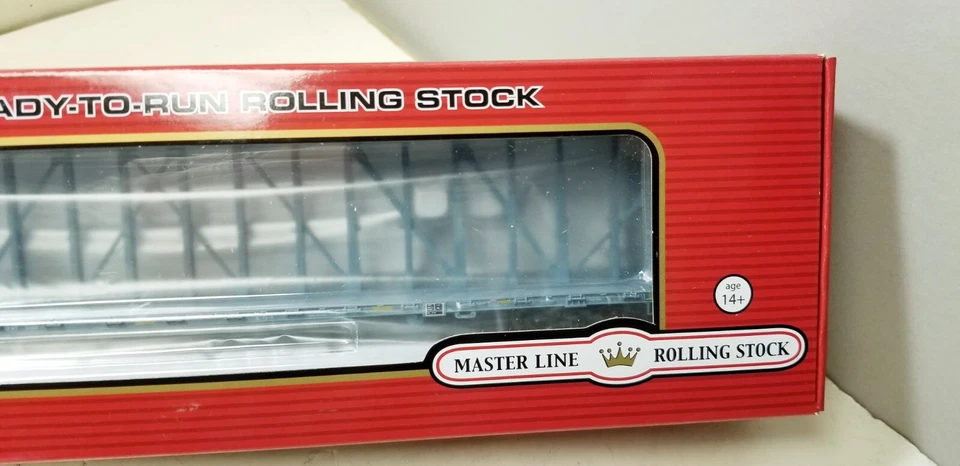 ADY-TO-RUN ROLLING STOCK
age
14+
MASTER LINE ROLLING STOCK